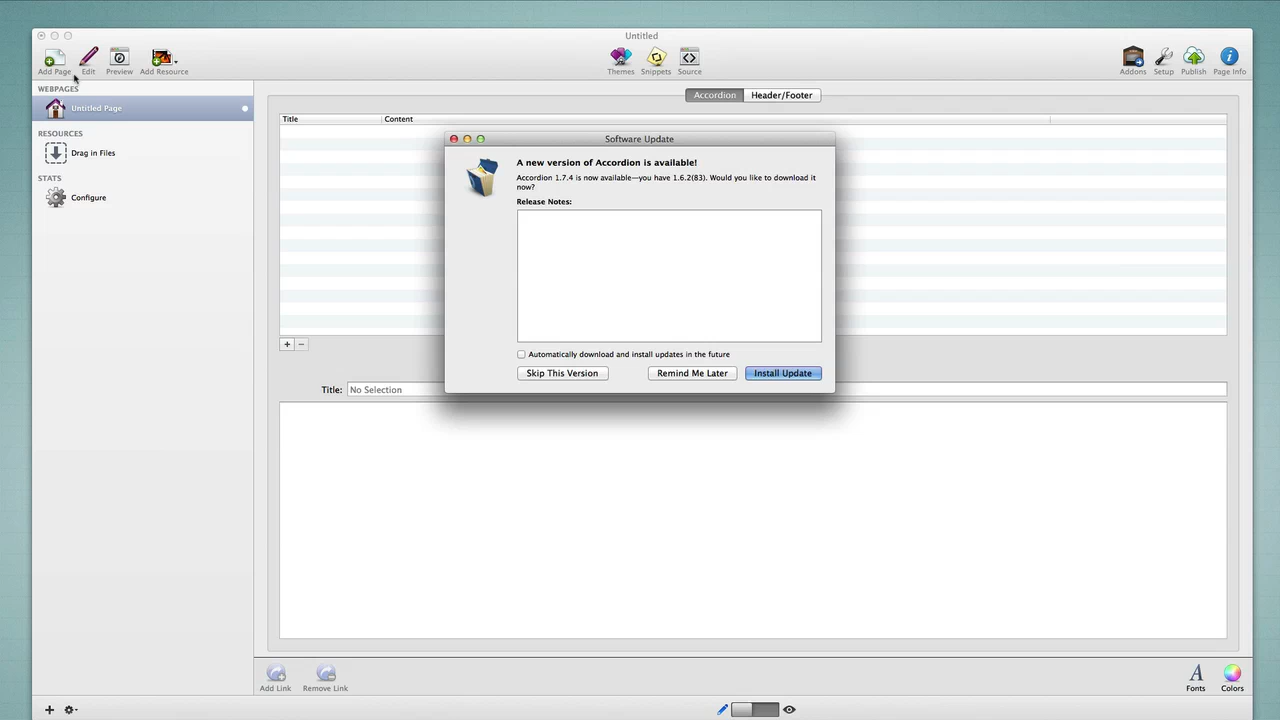 Untitled
Add Page
Edit
Preview
Add Resource
Themes
Snippets
Source
Addons
Setup
Publish
Page Info
WEBPAGES
Untitled Page
RESOURCES
Drag in Files
STATS
Configure
Accordion
Header/Footer
Title
Content
Software Update
A new version of Accordion is available!
Accordion 1.7.4 is now available—you have 1.6.2(83). Would you like to download it
now?
Release Notes:
Automatically download and install updates in the future
Skip This Version
Remind Me Later
Install Update
Title:
No Selection
Add Link
Remove Link
Fonts
Colors